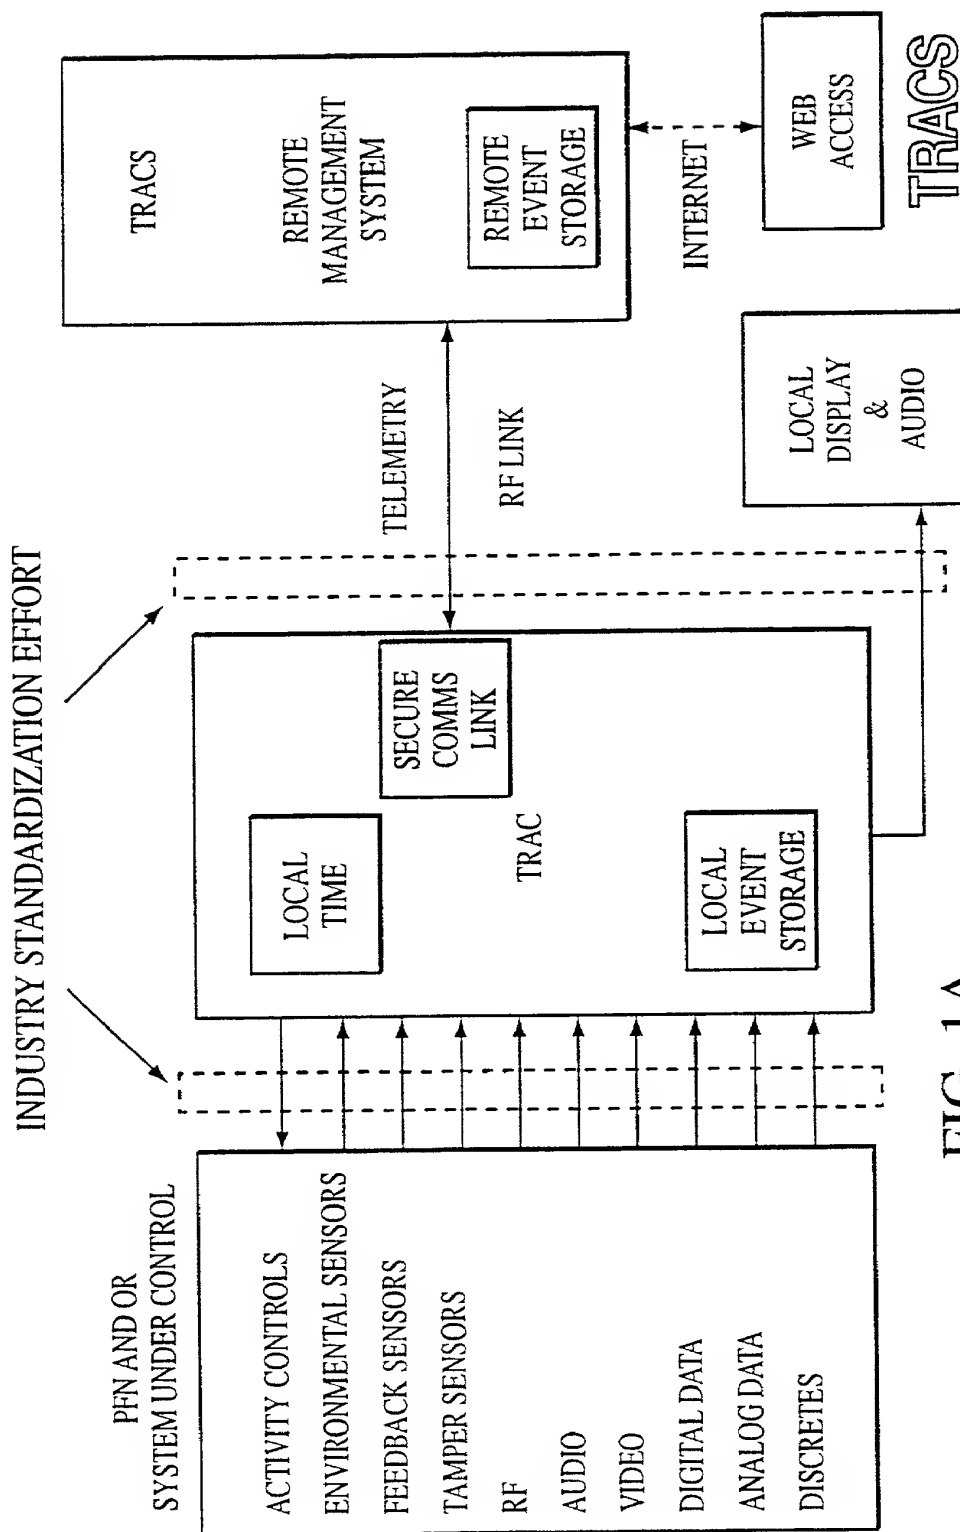 INDUSTRY STANDARDIZATION EFFORT
PFN AND OR
SYSTEM UNDER CONTROL
ACTIVITY CONTROLS
ENVIRONMENTAL SENSORS
FEEDBACK SENSORS
TAMPER SENSORS
RF
AUDIO
VIDEO
DIGITAL DATA
ANALOG DATA
DISCRETES
LOCAL
TIME
SECURE
COMMS
LINK
TRAC
LOCAL
EVENT
STORAGE
TELEMETRY
RF LINK
TRACS
REMOTE
MANAGEMENT
SYSTEM
REMOTE
EVENT
STORAGE
INTERNET
LOCAL
DISPLAY
&
AUDIO
WEB
ACCESS
TRACS
FIG. 1A